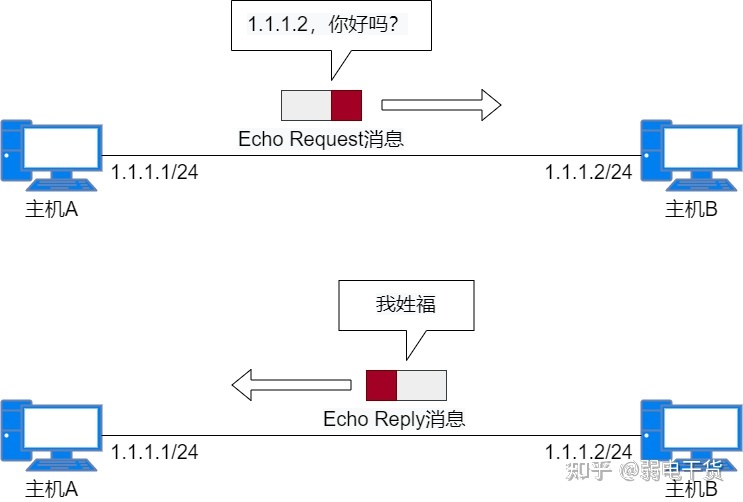 1.1.1.2，你好吗？
Echo Request消息
1.1.1.1/24
1.1.1.2/24
主机A
主机B
我姓福
Echo Reply消息
1.1.1.1/24
1.1.1.2/24
知乎 @弱电干货
主机A
主机B